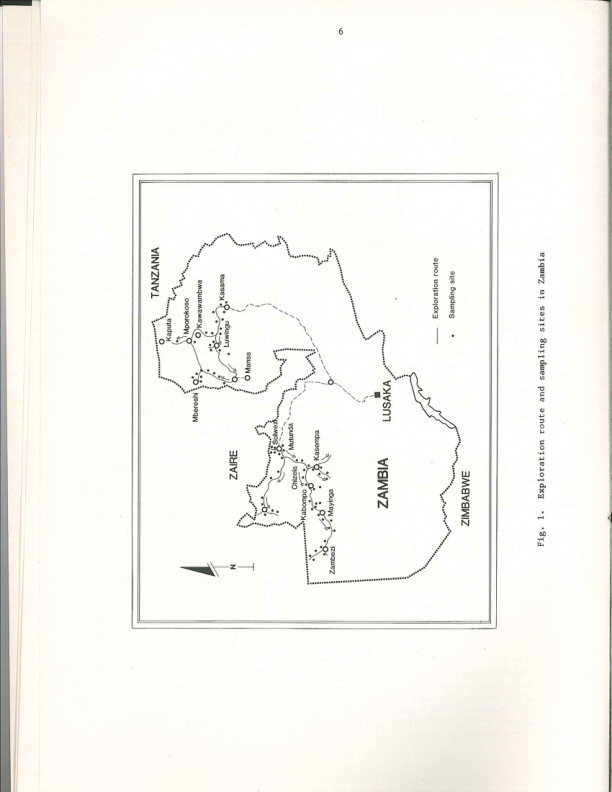 6
TANZANIA
Kaputa
Mporokoso
Kawawambwa
Kasama
Luwingu
Mbereshi
Mansa
ZAIRE
Solwezi
Mutunda
Chizela
Kasempa
Kabompo
Mayinga
Zambezi
LUSAKA
ZAMBIA
ZIMBABWE
N
Exploration route
Sampling site
Fig. 1. Exploration route and sampling sites in Zambia